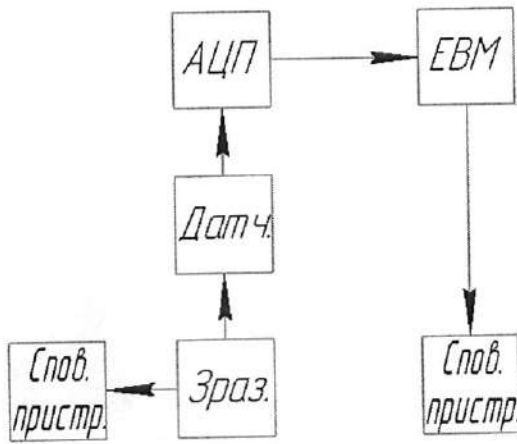 АЦП
ЕВМ
Датч.
Спов.
пристр.
Зраз.
Спов.
пристр.